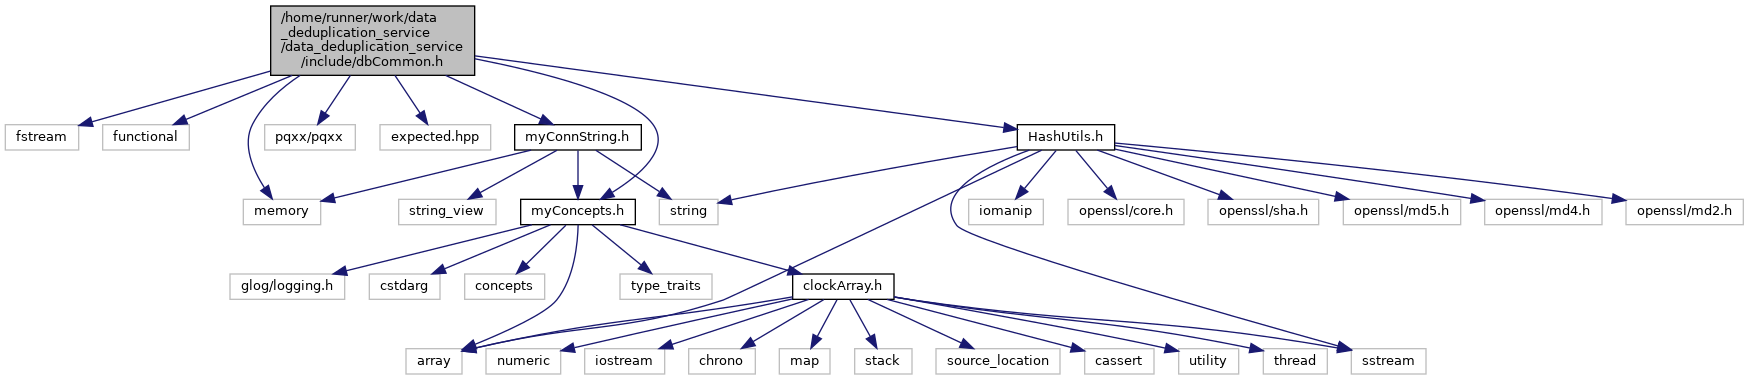 /home/runner/work/data
_deduplication_service
/data_deduplication_service
/include/dbCommon.h
fstream
functional
pqxx/pqxx
expected.hpp
myConnString.h
HashUtils.h
memory
string_view
myConcepts.h
string
iomanip
openssl/core.h
openssl/sha.h
openssl/md5.h
openssl/md4.h
openssl/md2.h
glog/logging.h
cstdarg
concepts
type_traits
clockArray.h
array
numeric
iostream
chrono
map
stack
source_location
cassert
utility
thread
sstream